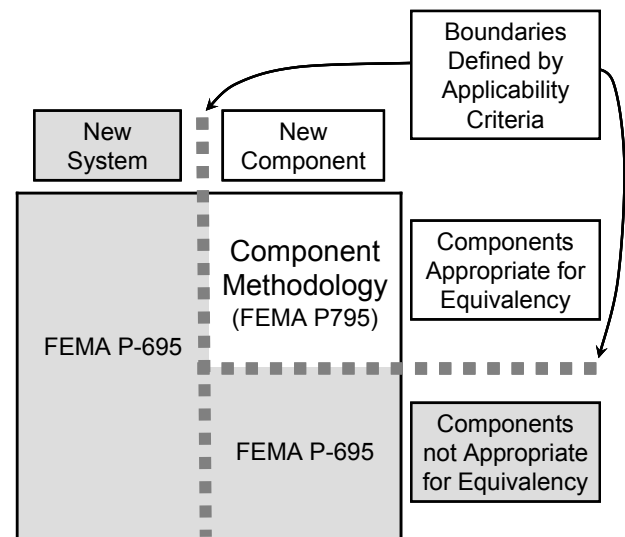 Boundaries
Defined by
Applicability
Criteria
New
System
New
Component
Component
Methodology
(FEMA P795)
Components
Appropriate for
Equivalency
FEMA P-695
FEMA P-695
Components
not Appropriate
for Equivalency